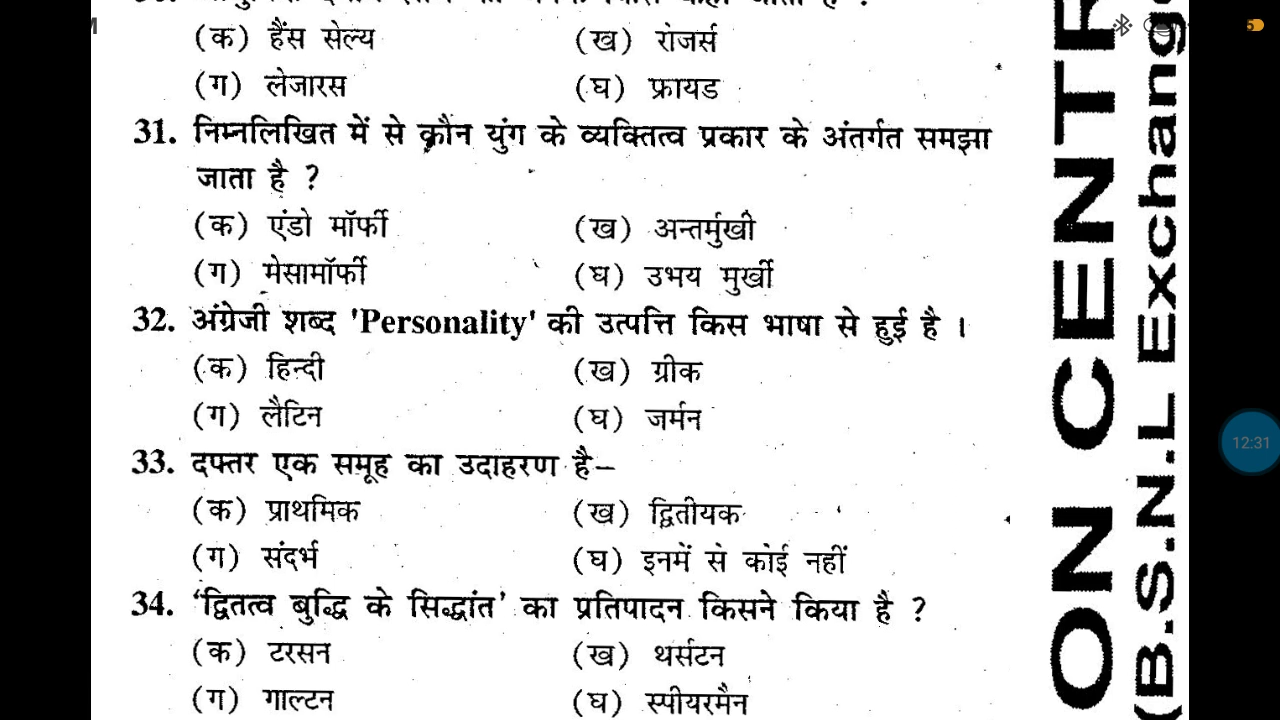 (क) हैंस सेल्य (ख) रोजर्स
(ग) लेजारस (घ) फ्रायड
31. निम्नलिखित में से कौन युंग के व्यक्तित्व प्रकार के अंतर्गत समझा
जाता है ?
(क) एंडो मॉर्फी (ख) अन्तर्मुखी
(ग) मेसामॉर्फी (घ) उभय मुर्खी
32. अंग्रेजी शब्द 'Personality' की उत्पत्ति किस भाषा से हुई है ।
(क) हिन्दी (ख) ग्रीक
(ग) लैटिन (घ) जर्मन
33. दफ्तर एक समूह का उदाहरण है–
(क) प्राथमिक (ख) द्वितीयक
(ग) संदर्भ (घ) इनमें से कोई नहीं
34. 'द्वितत्व बुद्धि के सिद्धांत' का प्रतिपादन किसने किया है ?
(क) टरसन (ख) थर्सटन
(ग) गाल्टन (घ) स्पीयरमैन
ON CENTR
(B.S.N.L Exchang
12:31